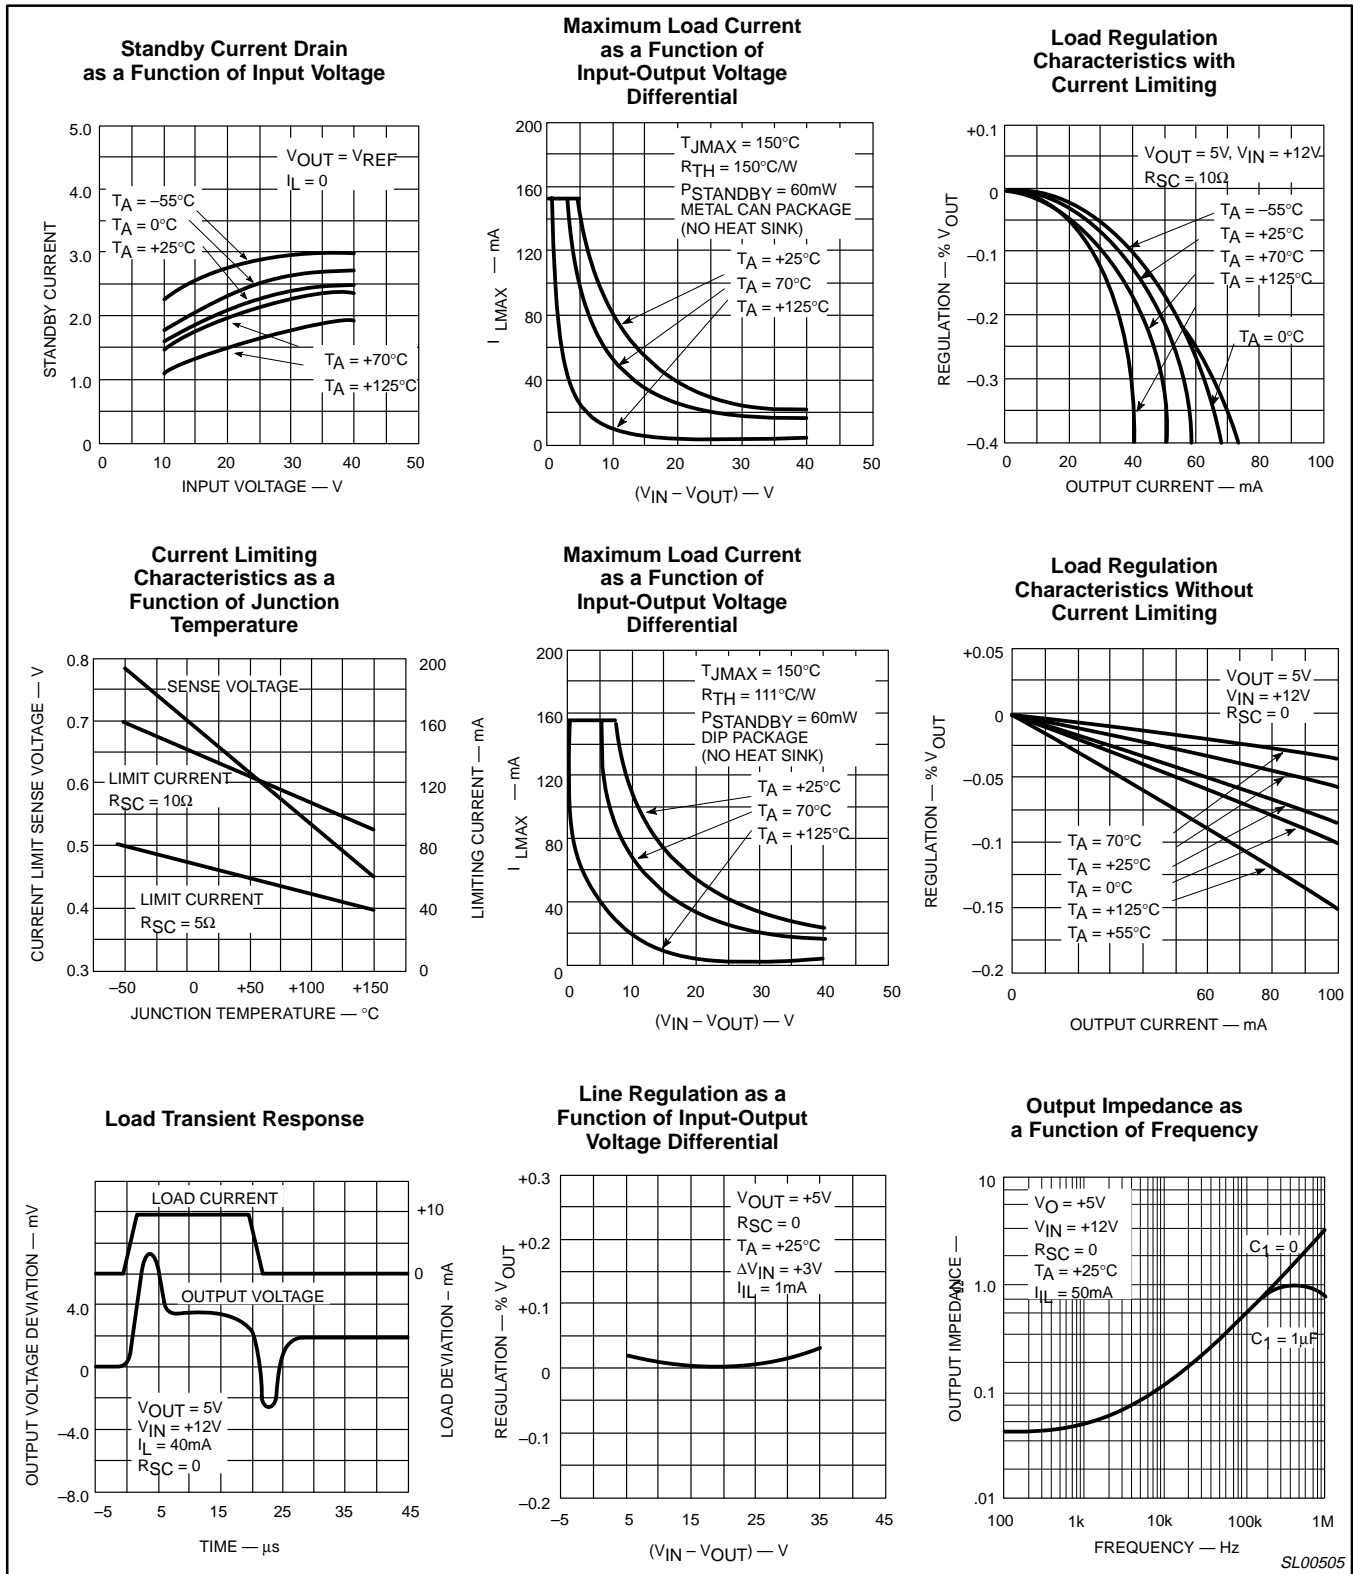 Standby Current Drain
as a Function of Input Voltage
5.0
4.0
3.0
2.0
1.0
0
STANDBY CURRENT
VOUT = VREF
IL = 0
TA = –55°C
TA = 0°C
TA = +25°C
TA = +70°C
TA = +125°C
0 10 20 30 40 50
INPUT VOLTAGE — V
Maximum Load Current
as a Function of
Input-Output Voltage
Differential
200
160
120
80
40
0
I LMAX — mA
TJMAX = 150°C
RTH = 150°C/W
PSTANDBY = 60mW
METAL CAN PACKAGE
(NO HEAT SINK)
TA = +25°C
TA = 70°C
TA = +125°C
0 10 20 30 40 50
(VIN – VOUT) — V
Load Regulation
Characteristics with
Current Limiting
+0.1
0
–0.1
–0.2
–0.3
–0.4
REGULATION — % VOUT
VOUT = 5V, VIN = +12V
RSC = 10Ω
TA = –55°C
TA = +25°C
TA = +70°C
TA = +125°C
TA = 0°C
0 20 40 60 80 100
OUTPUT CURRENT — mA
Current Limiting
Characteristics as a
Function of Junction
Temperature
0.8
0.7
0.6
0.5
0.4
0.3
CURRENT LIMIT SENSE VOLTAGE — V
SENSE VOLTAGE
LIMIT CURRENT
RSC = 10Ω
LIMIT CURRENT
RSC = 5Ω
200
160
120
80
40
0
LIMITING CURRENT — mA
–50 0 +50 +100 +150
JUNCTION TEMPERATURE — °C
Maximum Load Current
as a Function of
Input-Output Voltage
Differential
200
160
120
80
40
0
I LMAX — mA
TJMAX = 150°C
RTH = 111°C/W
PSTANDBY = 60mW
DIP PACKAGE
(NO HEAT SINK)
TA = +25°C
TA = 70°C
TA = +125°C
0 10 20 30 40 50
(VIN – VOUT) — V
Load Regulation
Characteristics Without
Current Limiting
+0.05
0
–0.05
–0.1
–0.15
–0.2
REGULATION — % VOUT
VOUT = 5V
VIN = +12V
RSC = 0
TA = 70°C
TA = +25°C
TA = 0°C
TA = +125°C
TA = +55°C
0 60 80 100
OUTPUT CURRENT — mA
Load Transient Response
4.0
0
–4.0
–8.0
OUTPUT VOLTAGE DEVIATION — mV
LOAD CURRENT
OUTPUT VOLTAGE
VOUT = 5V
VIN = +12V
IL = 40mA
RSC = 0
+10
0
LOAD DEVIATION – mA
–5 5 15 25 35 45
TIME — µs
Line Regulation as a
Function of Input-Output
Voltage Differential
+0.3
+0.2
+0.1
0
–0.1
–0.2
REGULATION — % VOUT
VOUT = +5V
RSC = 0
TA = +25°C
ΔVIN = +3V
IIL = 1mA
–5 5 15 25 35 45
(VIN – VOUT) — V
Output Impedance as
a Function of Frequency
10
1.0
0.1
.01
OUTPUT IMPEDANCE — Ω
VO = +5V
VIN = +12V
RSC = 0
TA = +25°C
IIL = 50mA
C1 = 0
C1 = 1µF
100 1k 10k 100k 1M
FREQUENCY — Hz
SL00505